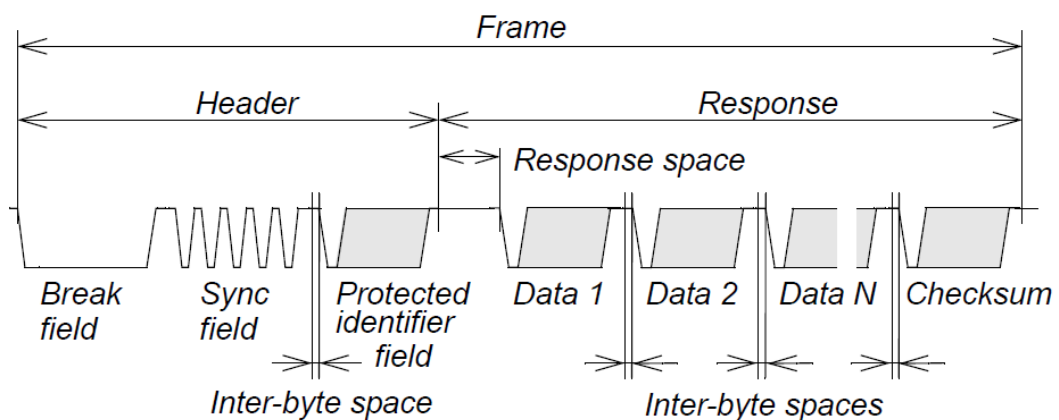 Frame
Header
Response
Response space
Break
field
Sync
field
Protected
identifier
field
Data 1
Data 2
Data N
Checksum
Inter-byte space
Inter-byte spaces